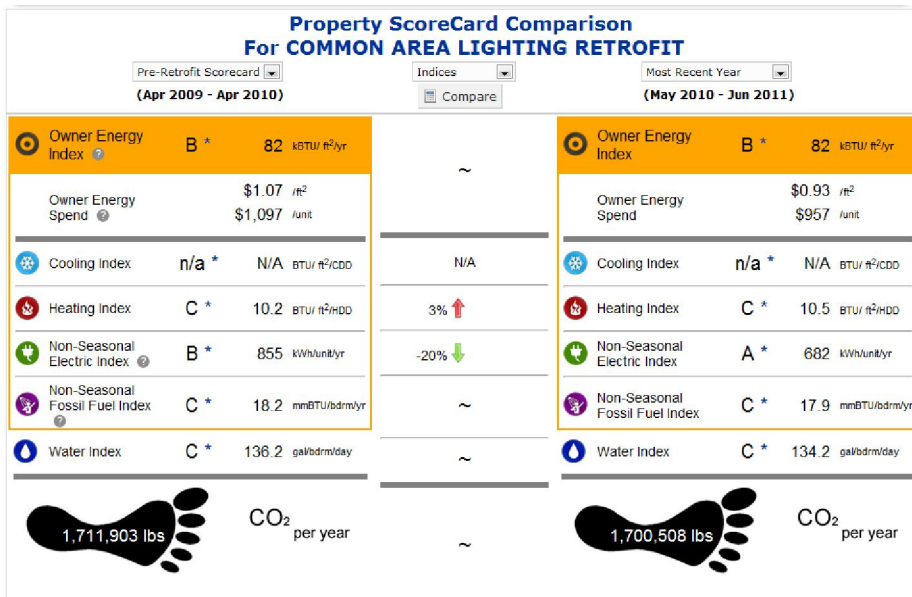 Property ScoreCard Comparison
For COMMON AREA LIGHTING RETROFIT
Pre-Retrofit Scorecard
Indices
Most Recent Year
(Apr 2009 - Apr 2010)
Compare
(May 2010 - Jun 2011)
Owner Energy
Index ?
B *
82 kBTU/ ft²/yr
~
Owner Energy
Index
B *
82 kBTU/ ft²/yr
Owner Energy
Spend ?
$1.07 /ft²
$1,097 /unit
Owner Energy
Spend
$0.93 /ft²
$957 /unit
Cooling Index n/a * N/A BTU/ ft²/CDD
N/A
Cooling Index n/a * N/A BTU/ ft²/CDD
Heating Index C * 10.2 BTU/ ft²/HDD
3%
Heating Index C * 10.5 BTU/ ft²/HDD
Non-Seasonal
Electric Index ?
B *
855 kWh/unit/yr
-20%
Non-Seasonal
Electric Index
A *
682 kWh/unit/yr
Non-Seasonal
Fossil Fuel Index
?
C *
18.2 mmBTU/bdrm/yr
~
Non-Seasonal
Fossil Fuel Index
C *
17.9 mmBTU/bdrm/yr
Water Index C * 136.2 gal/bdrm/day
~
Water Index C * 134.2 gal/bdrm/day
1,711,903 lbs
CO₂
per year
~
1,700,508 lbs
CO₂
per year